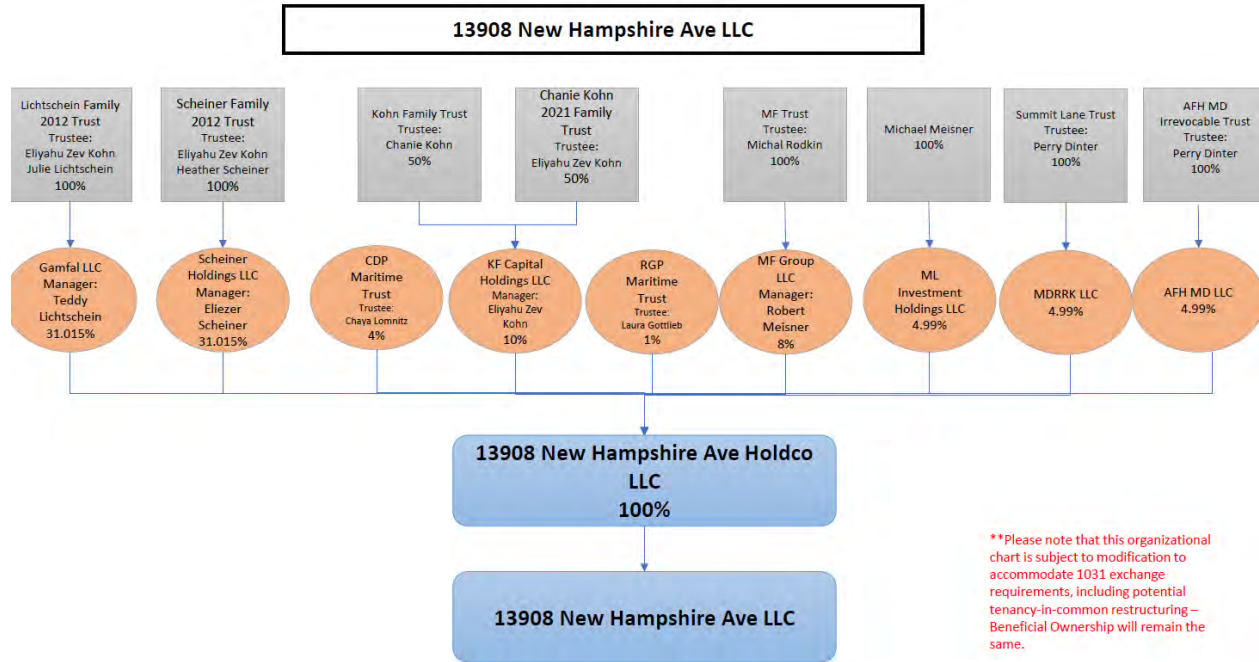 13908 New Hampshire Ave LLC
Lichtschein Family
2012 Trust
Trustee:
Eliyahu Zev Kohn
Julie Lichtschein
100%
Scheiner Family
2012 Trust
Trustee:
Eliyahu Zev Kohn
Heather Scheiner
100%
Kohn Family Trust
Trustee:
Chanie Kohn
50%
Chanie Kohn
2021 Family
Trust
Trustee:
Eliyahu Zev Kohn
50%
MF Trust
Trustee:
Michal Rodkin
100%
Michael Meisner
100%
Summit Lane Trust
Trustee:
Perry Dinter
100%
AFH MD
Irrevocable Trust
Trustee:
Perry Dinter
100%
Gamfal LLC
Manager:
Teddy
Lichtschein
31.015%
Scheiner
Holdings LLC
Manager:
Eliezer
Scheiner
31.015%
CDP
Maritime
Trust
Trustee:
Chaya Lomnitz
4%
KF Capital
Holdings LLC
Manager:
Eliyahu Zev
Kohn
10%
RGP
Maritime
Trust
Trustee:
Laura Gottlieb
1%
MF Group
LLC
Manager:
Robert
Meisner
8%
ML
Investment
Holdings LLC
4.99%
MDRRK LLC
4.99%
AFH MD LLC
4.99%
13908 New Hampshire Ave Holdco
LLC
100%
13908 New Hampshire Ave LLC
**Please note that this organizational
chart is subject to modification to
accommodate 1031 exchange
requirements, including potential
tenancy-in-common restructuring –
Beneficial Ownership will remain the
same.